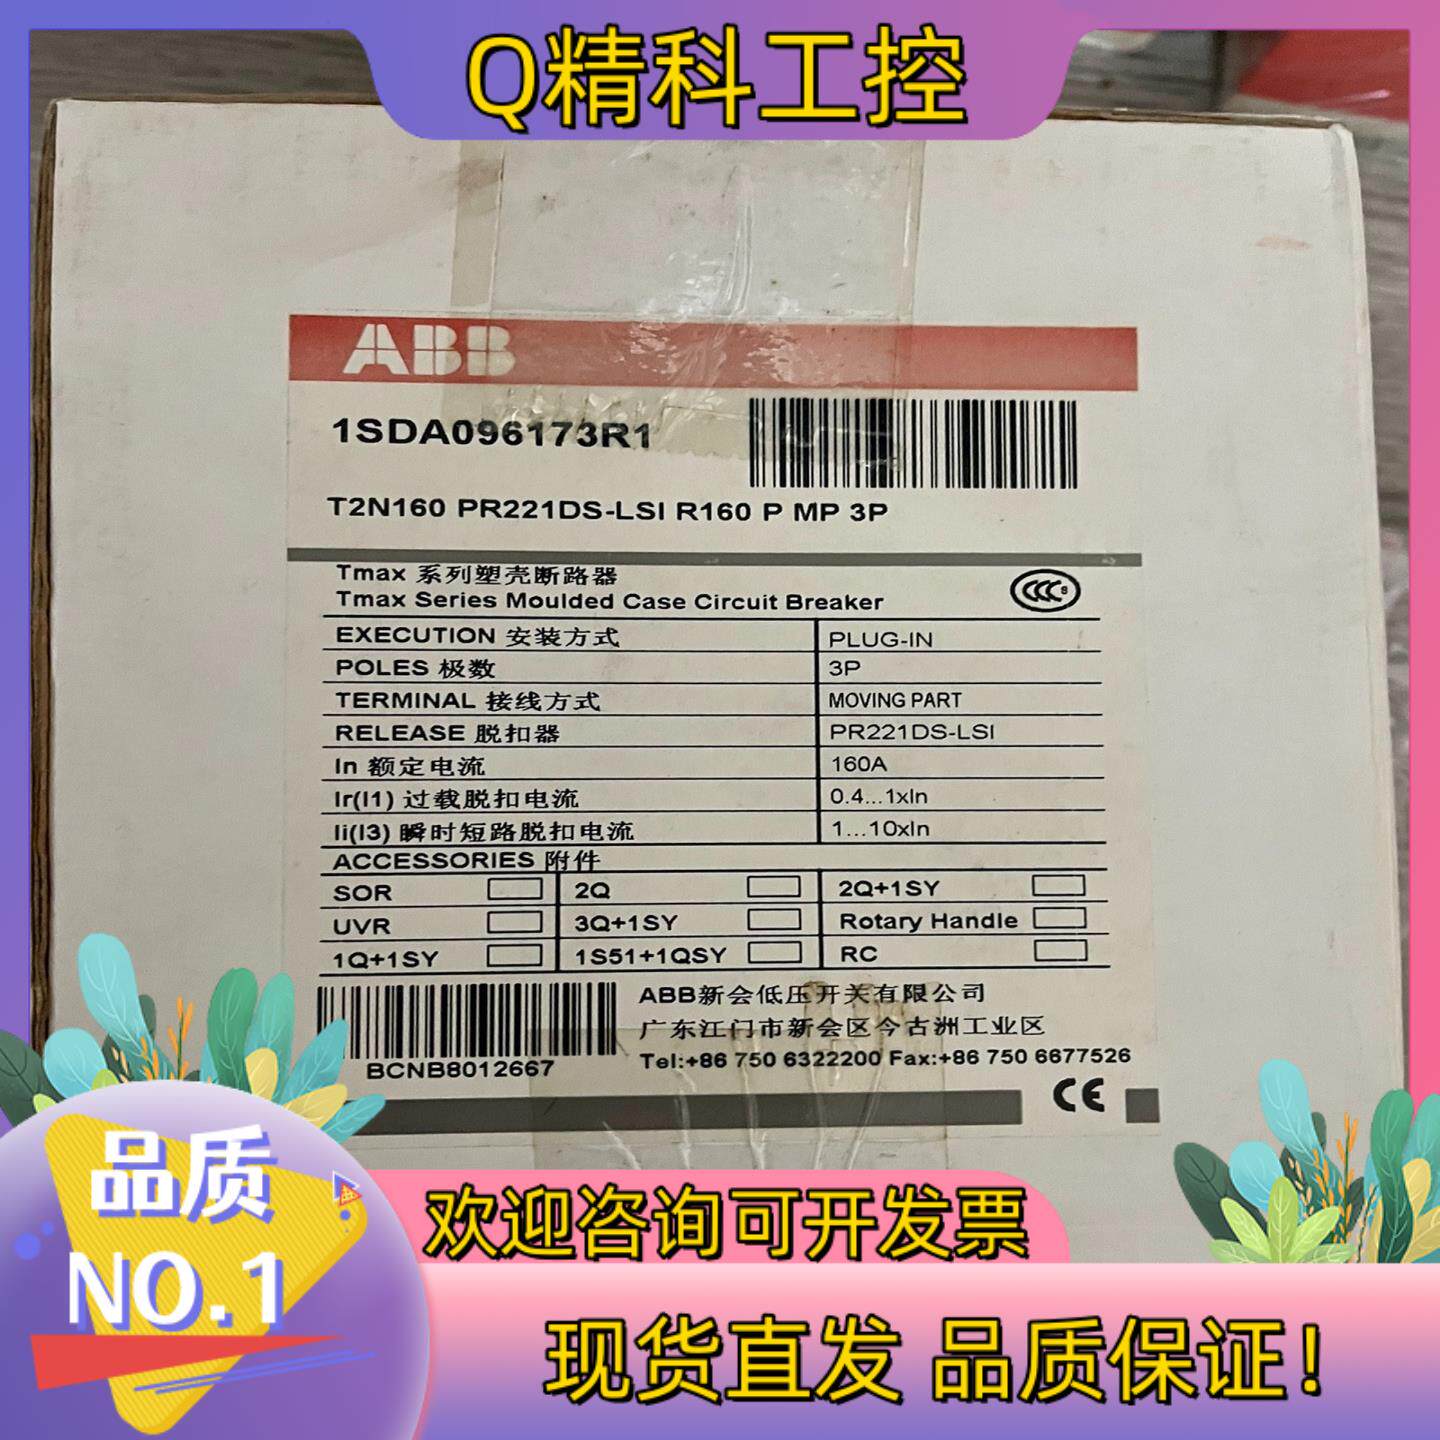 Q精科工控
ABB
1SDA096173R1
T2N160 PR221DS-LSI R160 P MP 3P
Tmax 系列塑壳断路器
Tmax Series Moulded Case Circuit Breaker
CCC S
EXECUTION 安装方式 PLUG-IN
POLES 极数 3P
TERMINAL 接线方式 MOVING PART
RELEASE 脱扣器 PR221DS-LSI
In 额定电流 160A
Ir(I1) 过载脱扣电流 0.4...1xIn
Ii(I3) 瞬时短路脱扣电流 1...10xIn
ACCESSORIES 附件
SOR 2Q 2Q+1SY
UVR 3Q+1SY Rotary Handle
1Q+1SY 1S51+1QSY RC
ABB新会低压开关有限公司
广东江门市新会区今古洲工业区
Tel:+86 750 6322200 Fax:+86 750 6677526
BCNB8012667
CE
品质
NO.1
欢迎咨询可开发票
现货直发 品质保证!